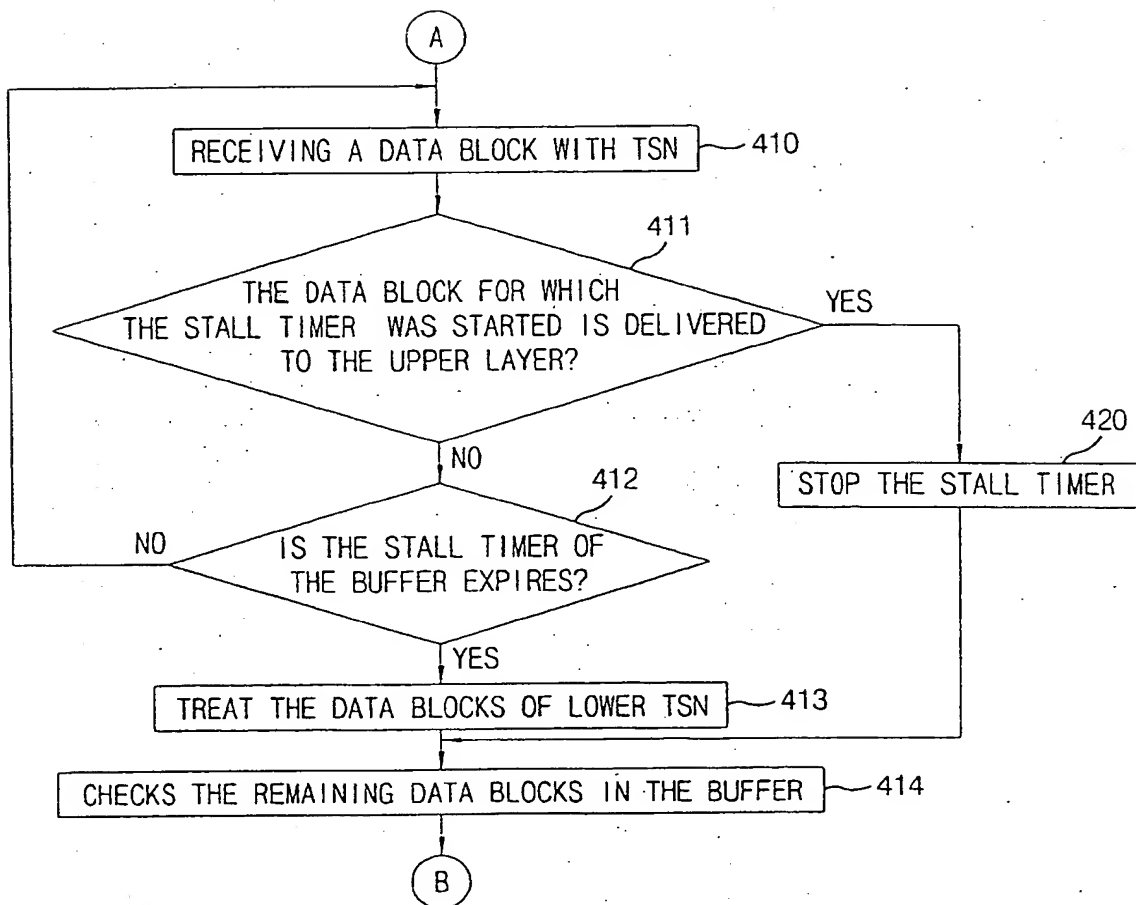 A
RECEIVING A DATA BLOCK WITH TSN
410
411
THE DATA BLOCK FOR WHICH
THE STALL TIMER WAS STARTED IS DELIVERED
TO THE UPPER LAYER?
YES
420
STOP THE STALL TIMER
NO
412
NO
IS THE STALL TIMER OF
THE BUFFER EXPIRES?
YES
TREAT THE DATA BLOCKS OF LOWER TSN
413
CHECKS THE REMAINING DATA BLOCKS IN THE BUFFER
414
B